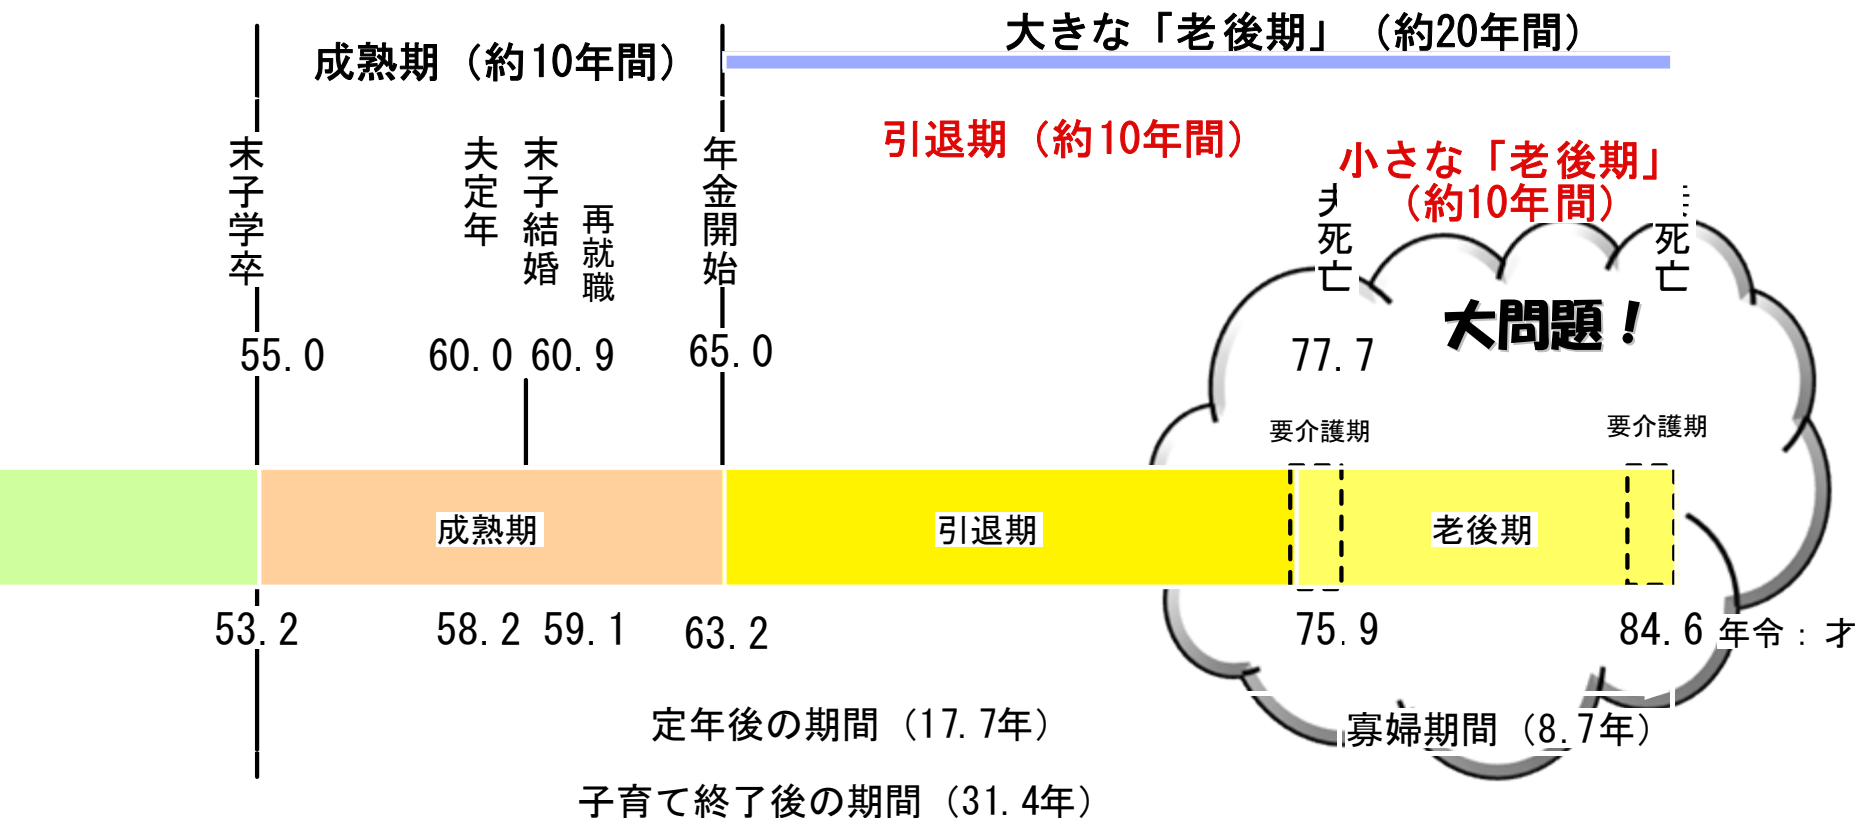 大きな「老後期」（約20年間）
成熟期（約10年間）
引退期（約10年間）
小さな「老後期」
（約10年間）
末子学卒
夫定年
末子結婚
再就職
年金開始
夫死亡
死亡
大問題！
55.0
60.0
60.9
65.0
77.7
要介護期
要介護期
成熟期
引退期
老後期
53.2
58.2
59.1
63.2
75.9
84.6
年令：才
定年後の期間（17.7年）
寡婦期間（8.7年）
子育て終了後の期間（31.4年）